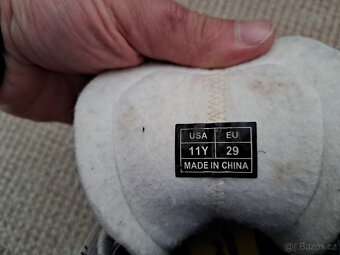 USA EU
11Y 29
MADE IN CHINA
Bazos.cz